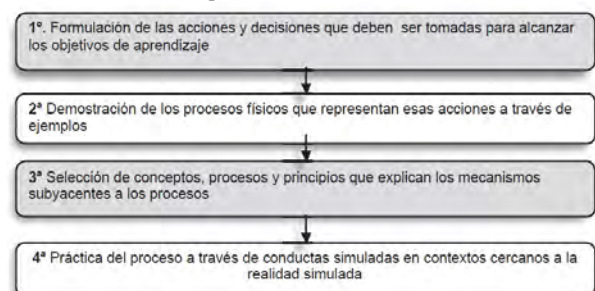 1º. Formulación de las acciones y decisiones que deben ser tomadas para alcanzar
los objetivos de aprendizaje
2ª Demostración de los procesos físicos que representan esas acciones a través de
ejemplos
3ª Selección de conceptos, procesos y principios que explican los mecanismos
subyacentes a los procesos
4ª Práctica del proceso a través de conductas simuladas en contextos cercanos a la
realidad simulada